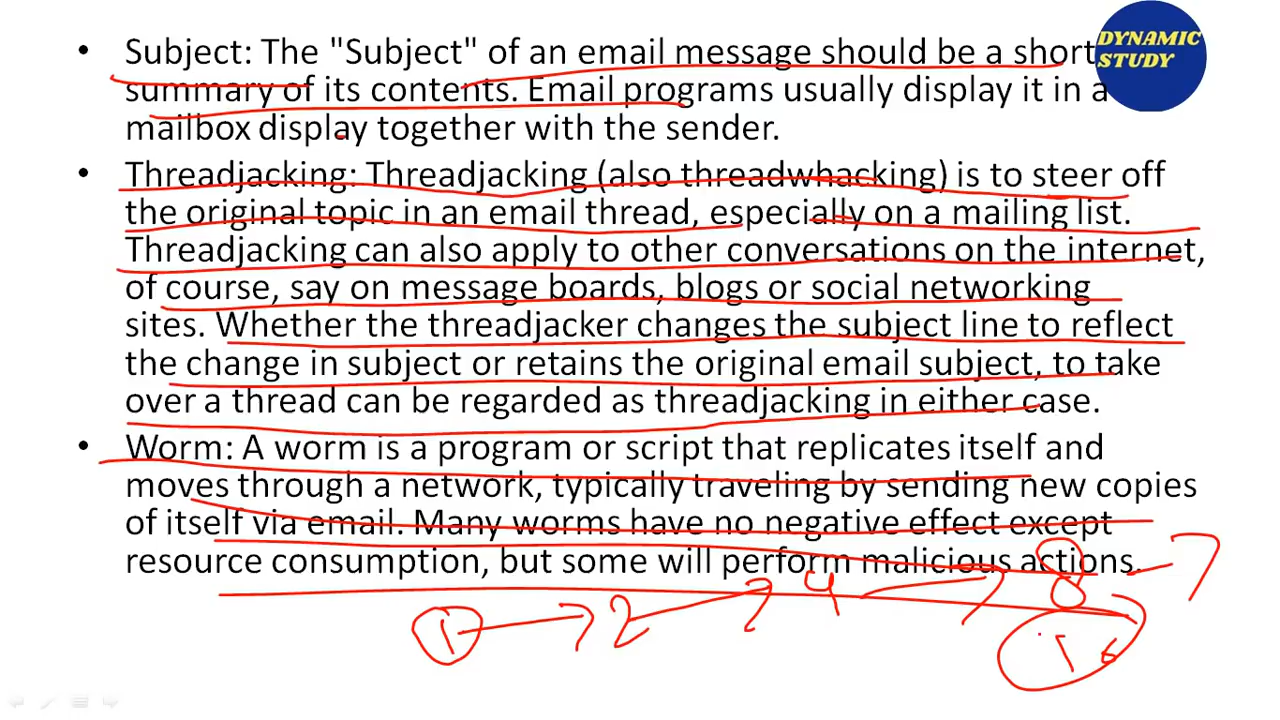 • Subject: The "Subject" of an email message should be a short
summary of its contents. Email programs usually display it in a
mailbox display together with the sender.
• Threadjacking: Threadjacking (also threadwhacking) is to steer off
the original topic in an email thread, especially on a mailing list.
Threadjacking can also apply to other conversations on the internet,
of course, say on message boards, blogs or social networking
sites. Whether the threadjacker changes the subject line to reflect
the change in subject or retains the original email subject, to take
over a thread can be regarded as threadjacking in either case.
• Worm: A worm is a program or script that replicates itself and
moves through a network, typically traveling by sending new copies
of itself via email. Many worms have no negative effect except
resource consumption, but some will perform malicious actions.
1 → 2 → 4 → 8 →
16
DYNAMIC
STUDY